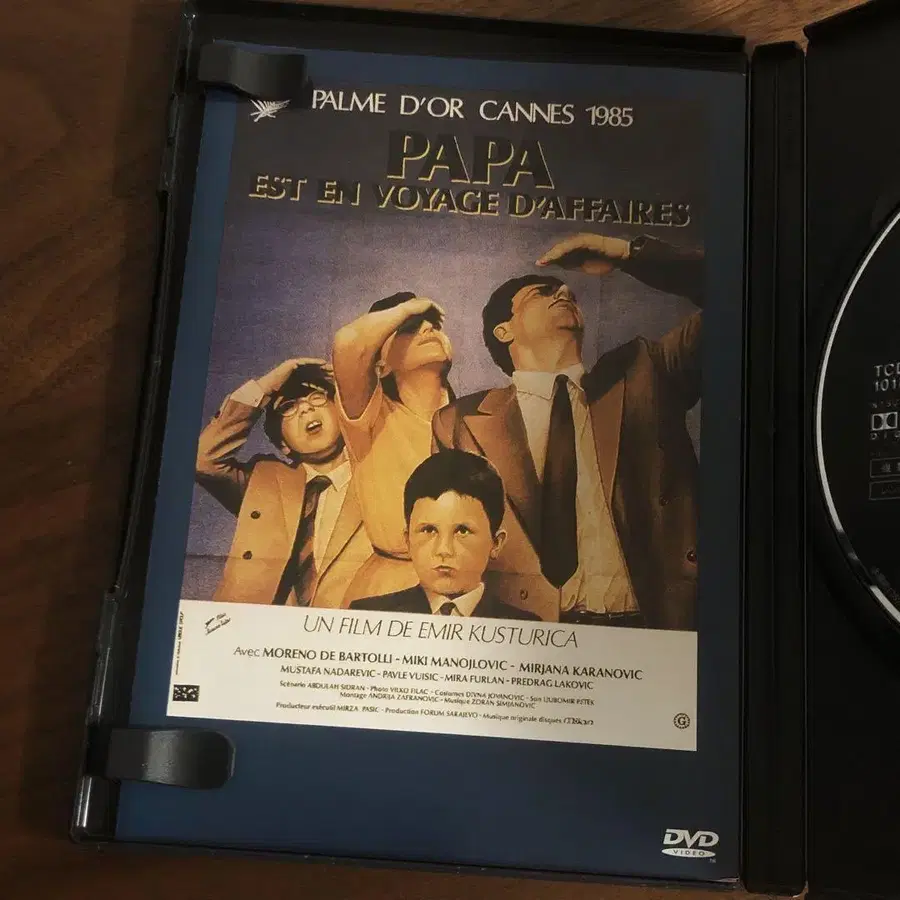 PALME D'OR CANNES 1985
PAPA
EST EN VOYAGE D'AFFAIRES
UN FILM DE EMIR KUSTURICA
Avec MORENO DE BARTOLLI - MIKI MANOJLOVIC - MIRJANA KARANOVIC
MUSTAFA NADAREVIC - PAVLE VUISIC - MIRA FURLAN - PREDRAG LAKOVIC
Scénario ABDULAH SIDRAN - Photo VILKO FILAC - Costumes DIVNA JOVANOVIC - Son LJUBOMIR PETEK
Montage ANDRIJA ZAFRANOVIC - Musique ZORAN SIMJANOVIC
Producteur exécutif MIRZA PASIC - Production FORUM SARAJEVO - Musique originale disques
G
DVD
VIDEO